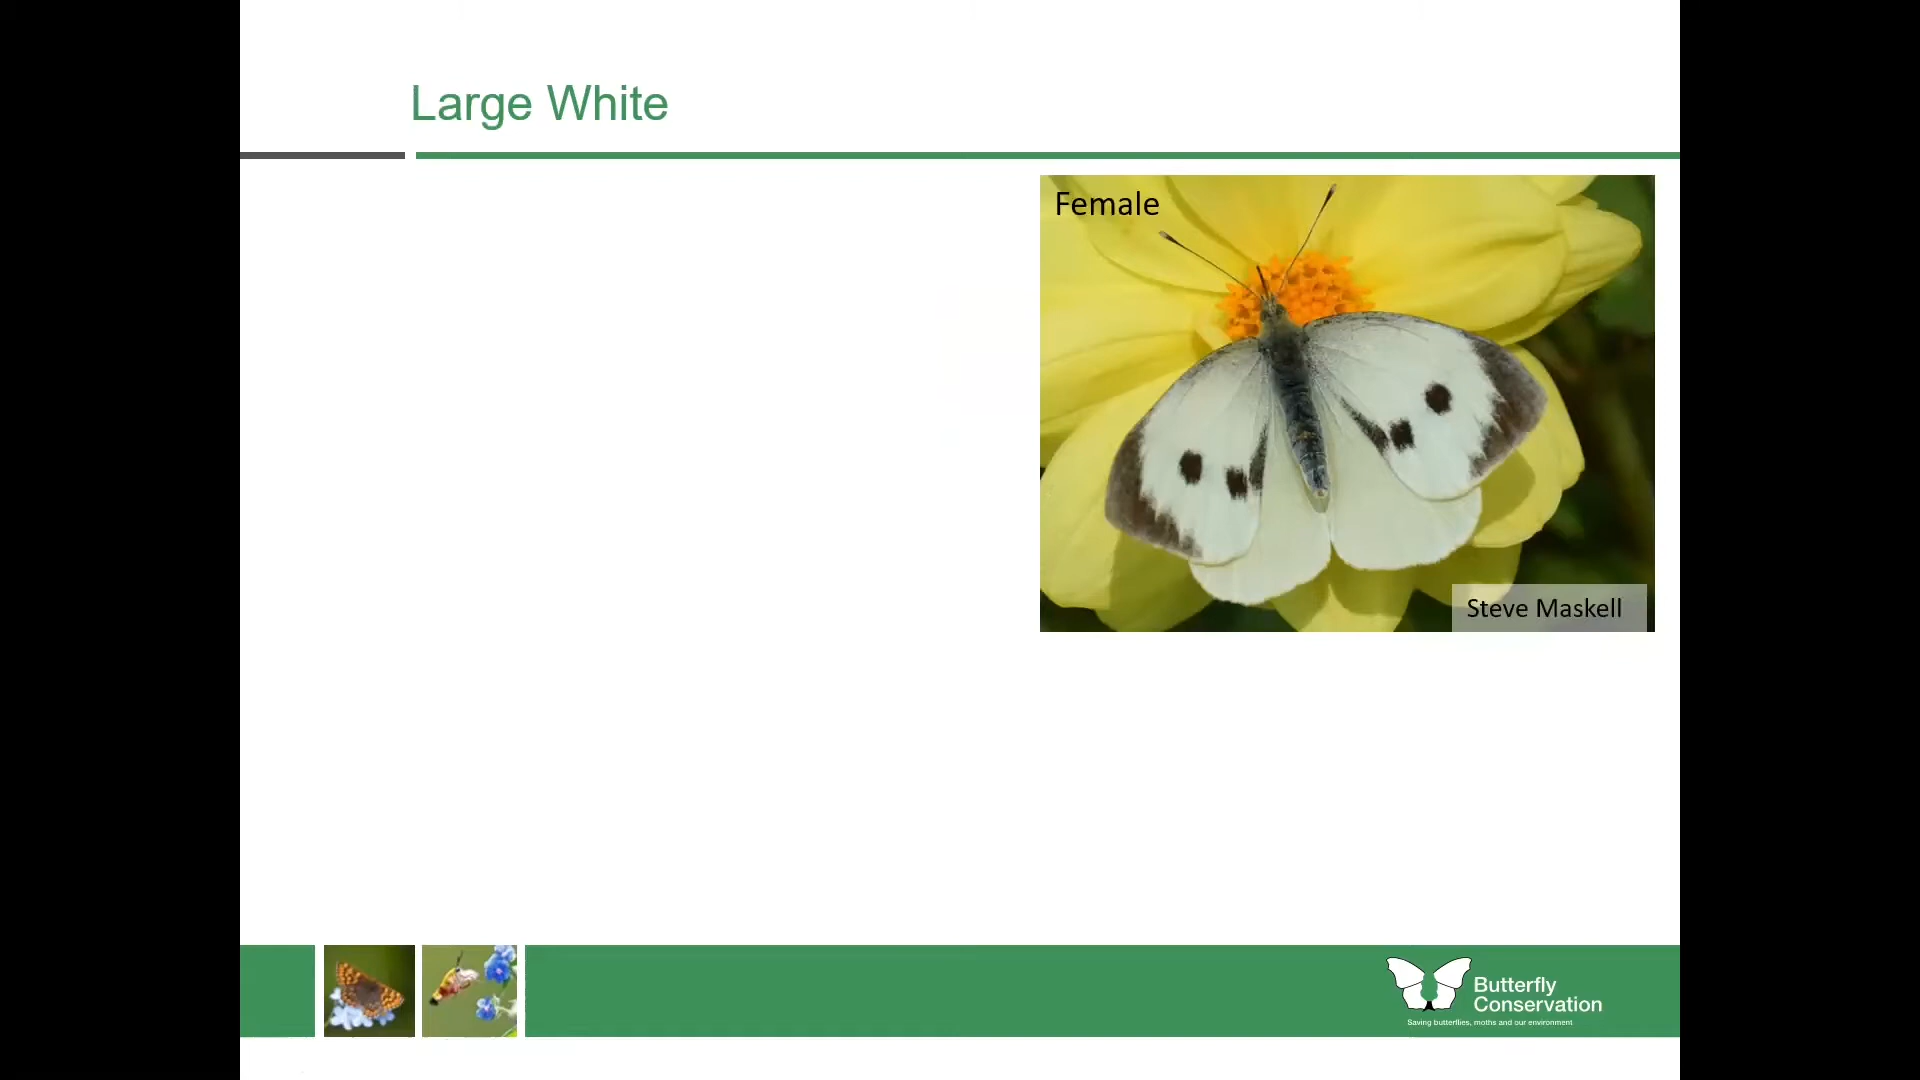 Large White
Female
Steve Maskell
Butterfly
Conservation
Saving butterflies, moths and our environment